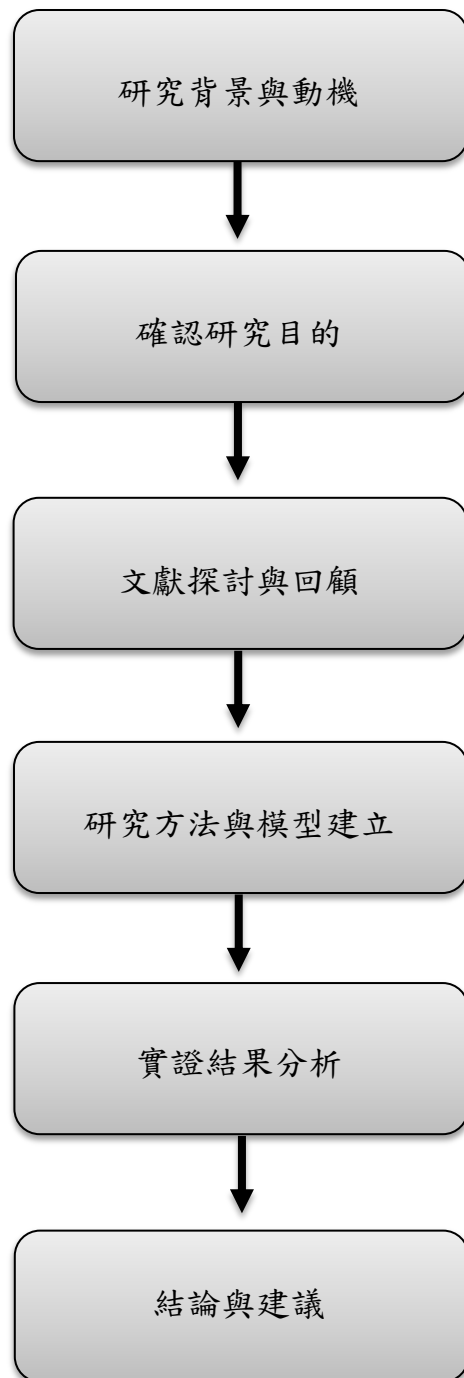 研究背景與動機
確認研究目的
文獻探討與回顧
研究方法與模型建立
實證結果分析
結論與建議